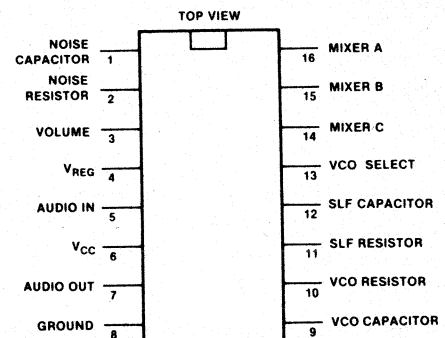 TOP VIEW
NOISE
CAPACITOR
1
NOISE
RESISTOR
2
VOLUME
3
VREG
4
AUDIO IN
5
VCC
6
AUDIO OUT
7
GROUND
8
MIXER A
16
MIXER B
15
MIXER C
14
VCO SELECT
13
SLF CAPACITOR
12
SLF RESISTOR
11
VCO RESISTOR
10
VCO CAPACITOR
9